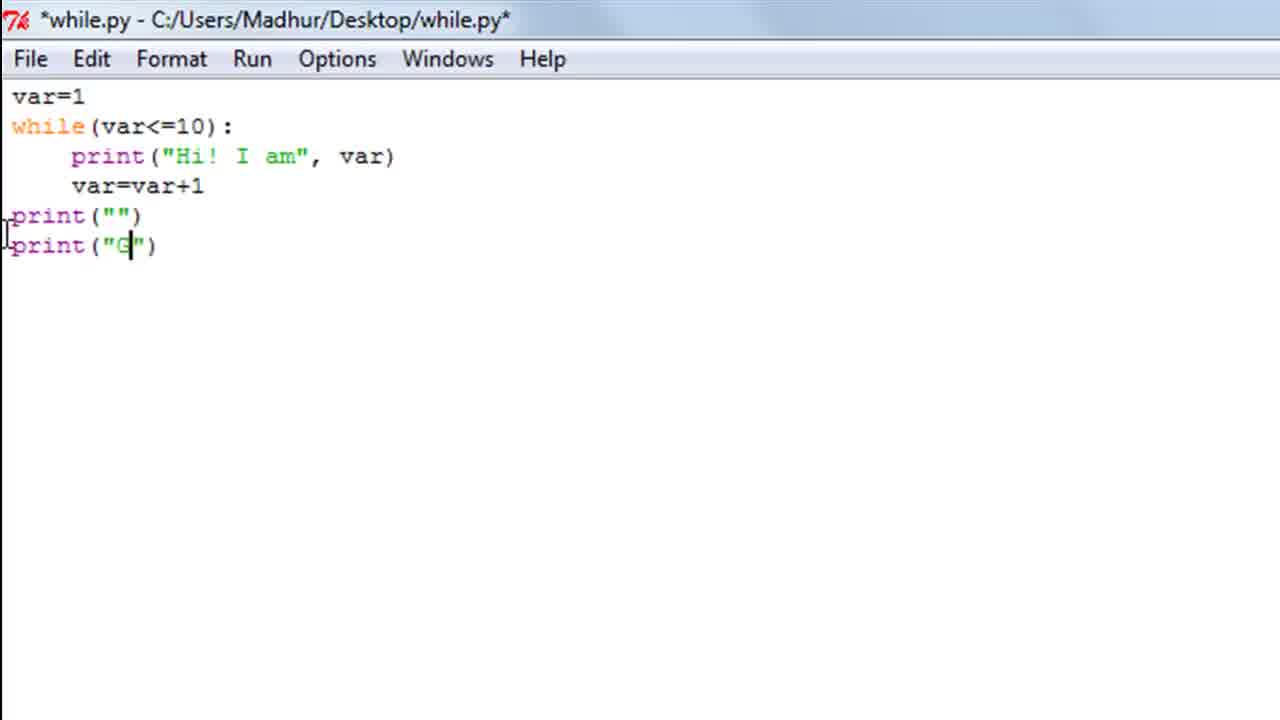 *while.py - C:/Users/Madhur/Desktop/while.py*
File Edit Format Run Options Windows Help
var=1
while(var<=10):
    print("Hi! I am", var)
    var=var+1
print("")
print("G")